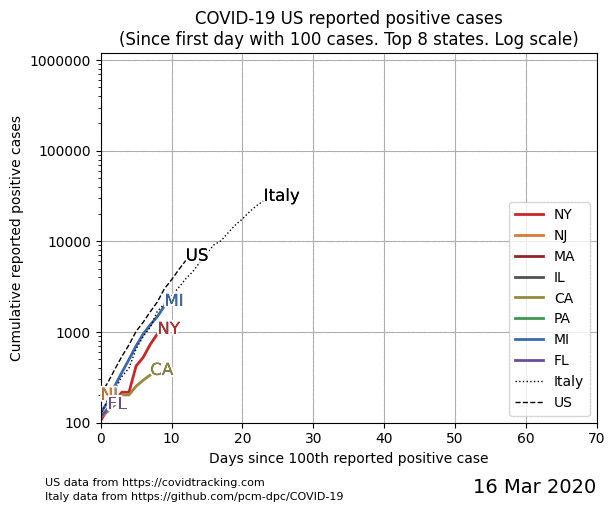 COVID-19 US reported positive cases
(Since first day with 100 cases. Top 8 states. Log scale)
Cumulative reported positive cases
1000000
100000
10000
1000
100
Italy
US
MI
NY
CA
NJ
FL
NY
NJ
MA
IL
CA
PA
MI
FL
Italy
US
0 10 20 30 40 50 60 70
Days since 100th reported positive case
US data from https://covidtracking.com
Italy data from https://github.com/pcm-dpc/COVID-19
16 Mar 2020